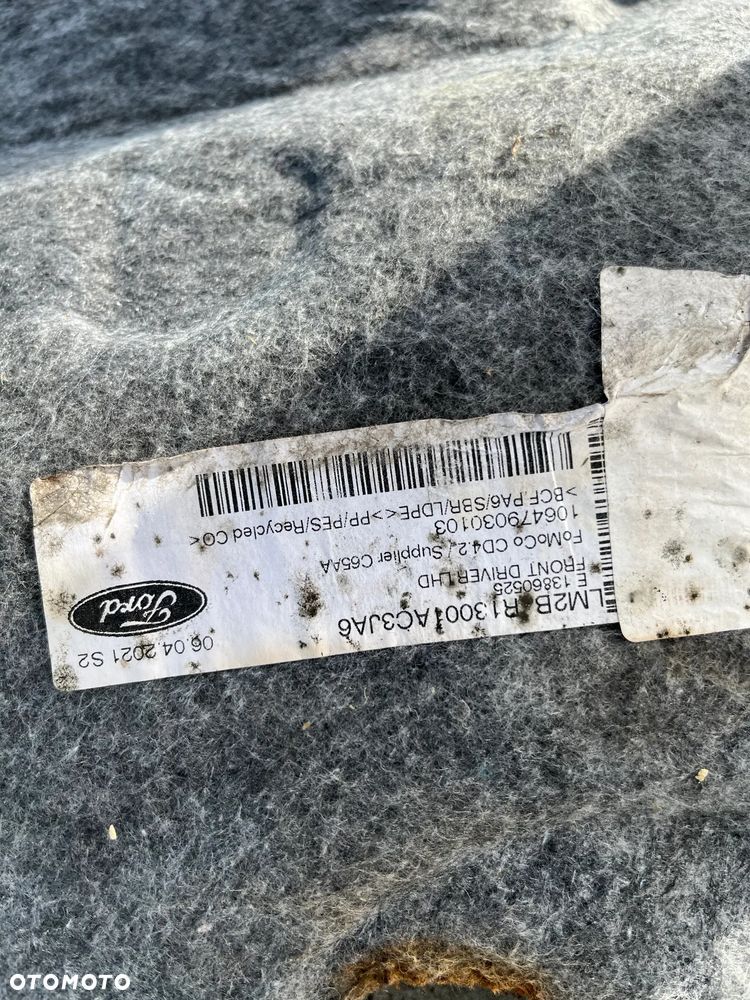 LM2B R13001AC3JA6
E 13660525
FRONT DRIVER LHD
FoMoCo CD4.2 / Supplier C65AA
106479030103
>BCF PA6/SBR/LDPE< >PP/PES/Recycled CO<
Ford
06.04.2021 S2
OTOMOTO